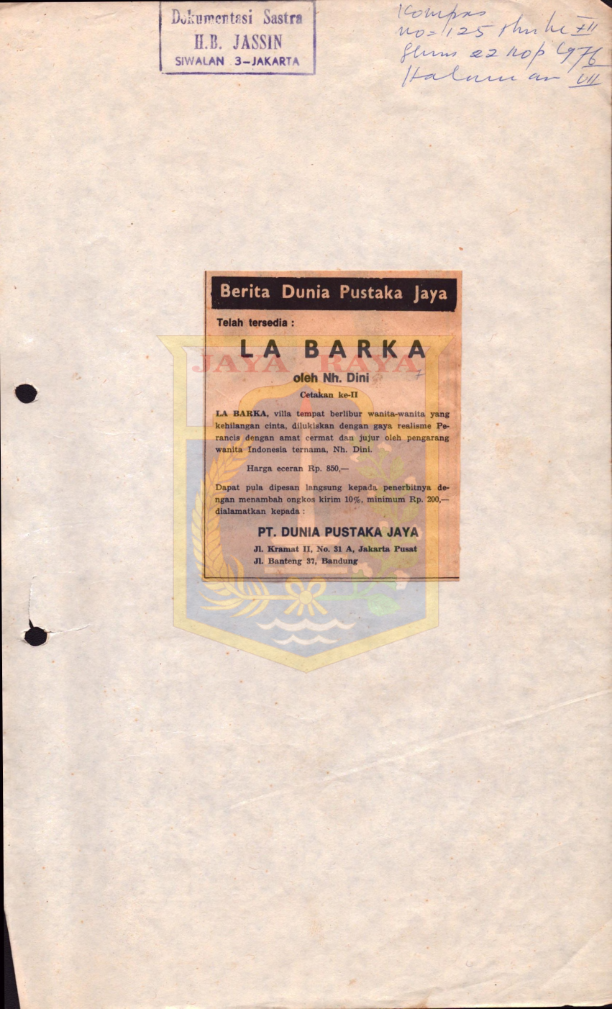 Dokumentasi Sastra
H.B. JASSIN
SIWALAN 3-JAKARTA
Kompas
no= 125
22 nop 1976
Halaman VII
Berita Dunia Pustaka Jaya
Telah tersedia :
LA BARKA
JAYA RAYA
oleh Nh. Dini
Cetakan ke-II
LA BARKA, villa tempat berlibur wanita-wanita yang
kehilangan cinta, dilukiskan dengan gaya realisme Pe-
rancis dengan amat cermat dan jujur oleh pengarang
wanita Indonesia ternama, Nh. Dini.
Harga eceran Rp. 850,—
Dapat pula dipesan langsung kepada penerbitnya de-
ngan menambah ongkos kirim 10%, minimum Rp. 200,—
dialamatkan kepada :
PT. DUNIA PUSTAKA JAYA
Jl. Kramat II, No. 31 A, Jakarta Pusat
Jl. Banteng 37, Bandung